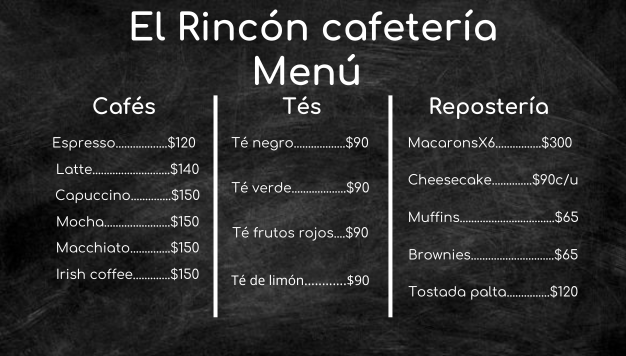 El Rincón cafetería
Menú
Cafés
Espresso.................$120
Latte..........................$140
Capuccino.............$150
Mocha.......................$150
Macchiato.............$150
Irish coffee............$150
Tés
Té negro.................$90
Té verde..................$90
Té frutos rojos....$90
Té de limón............$90
Repostería
MacaronsX6...............$300
Cheesecake.............$90c/u
Muffins................................$65
Brownies............................$65
Tostada palta..............$120